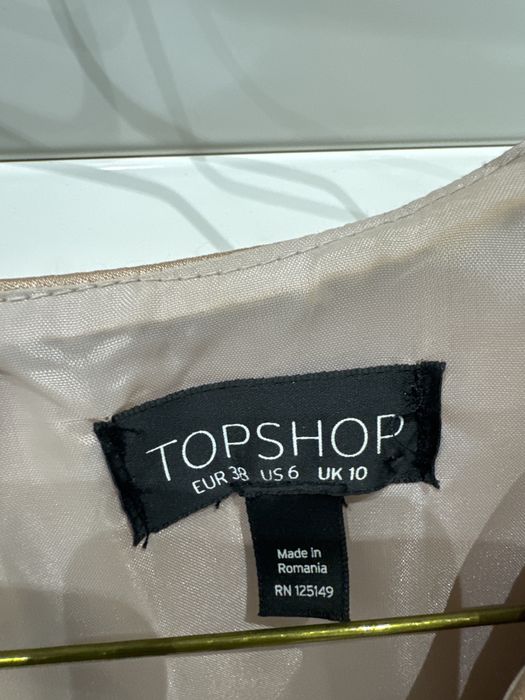 TOPSHOP
EUR 38 US 6 UK 10
Made in
Romania
RN 125149